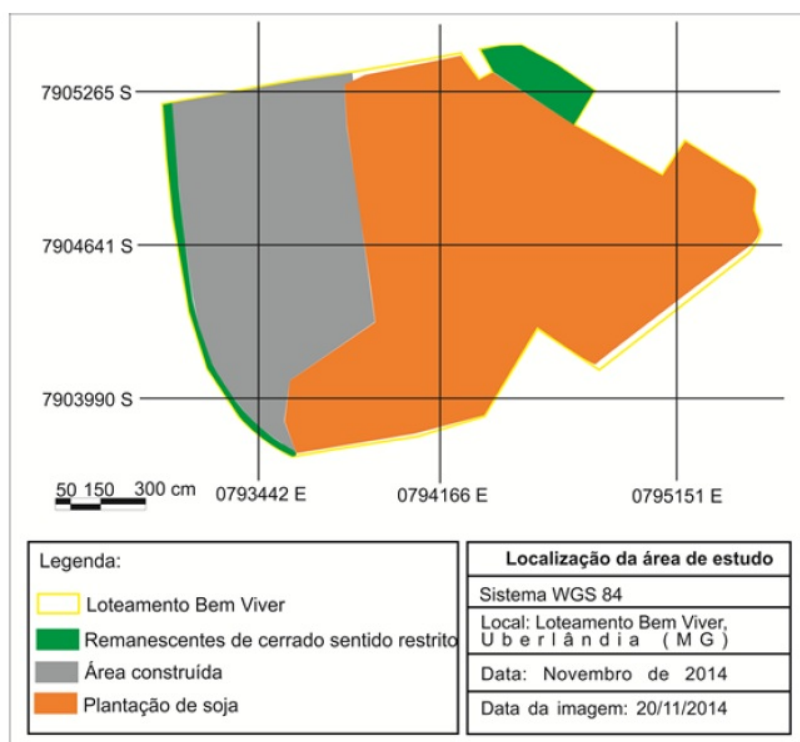 7905265 S
7904641 S
7903990 S
50 150 300 cm
0793442 E 0794166 E 0795151 E
Legenda:
Loteamento Bem Viver
Remanescentes de cerrado sentido restrito
Área construída
Plantação de soja
Localização da área de estudo
Sistema WGS 84
Local: Loteamento Bem Viver,
Uberlândia (MG)
Data: Novembro de 2014
Data da imagem: 20/11/2014